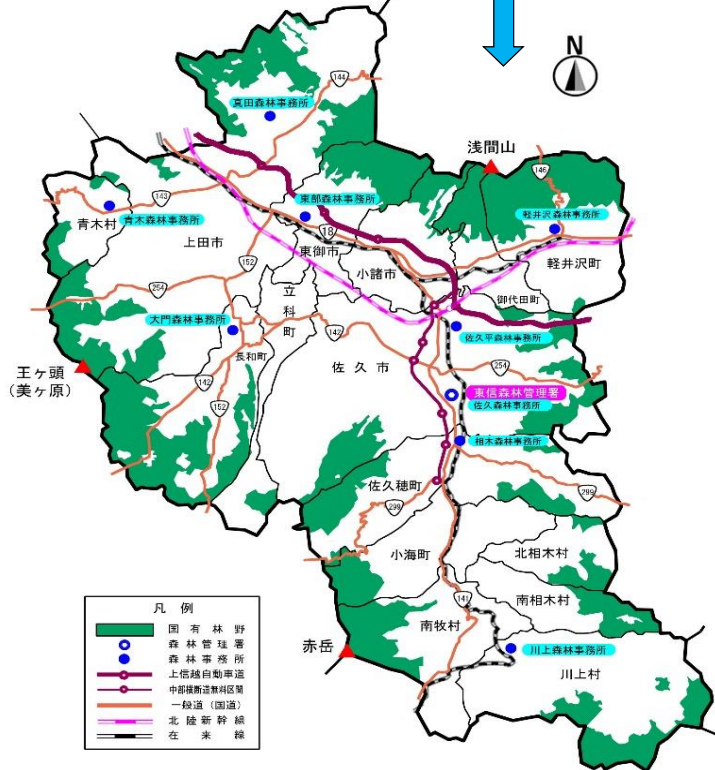 N
144
真田森林事務所
浅間山
146
143
青木村
青木森林事務所
東部森林事務所
18
軽井沢森林事務所
上田市
東御市
小諸市
軽井沢町
152
254
立科町
御代田町
大門森林事務所
142
佐久平森林事務所
長和町
佐久市
254
王ヶ頭
(美ヶ原)
142
152
東信森林管理署
佐久森林事務所
相木森林事務所
佐久穂町
299
299
小海町
北相木村
141
南相木村
南牧村
赤岳
川上森林事務所
川上村
凡例
国有林野
森林管理署
森林事務所
上信越自動車道
中部横断道無料区間
一般道(国道)
北陸新幹線
在来線